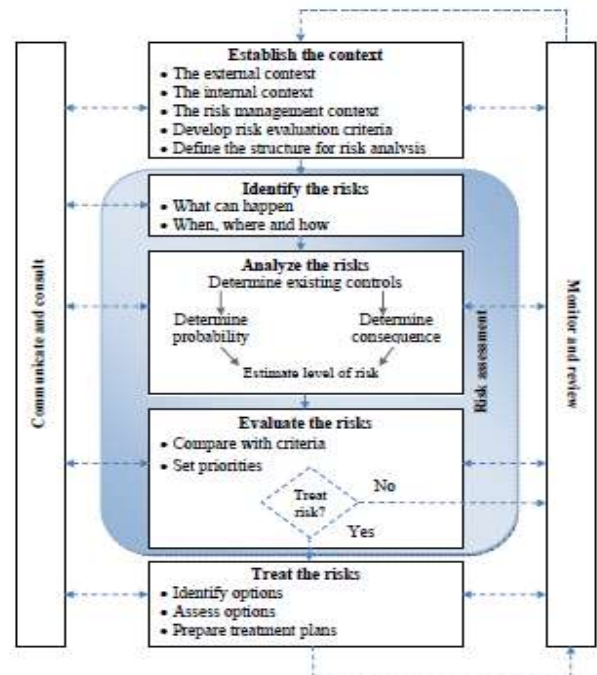 Establish the context
• The external context
• The internal context
• The risk management context
• Develop risk evaluation criteria
• Define the structure for risk analysis
Identify the risks
• What can happen
• When, where and how
Analyze the risks
Determine existing controls
Determine
probability
Determine
consequence
Estimate level of risk
Evaluate the risks
• Compare with criteria
• Set priorities
Treat
risk?
No
Yes
Treat the risks
• Identify options
• Assess options
• Prepare treatment plans
Communicate and consult
Risk assessment
Monitor and review